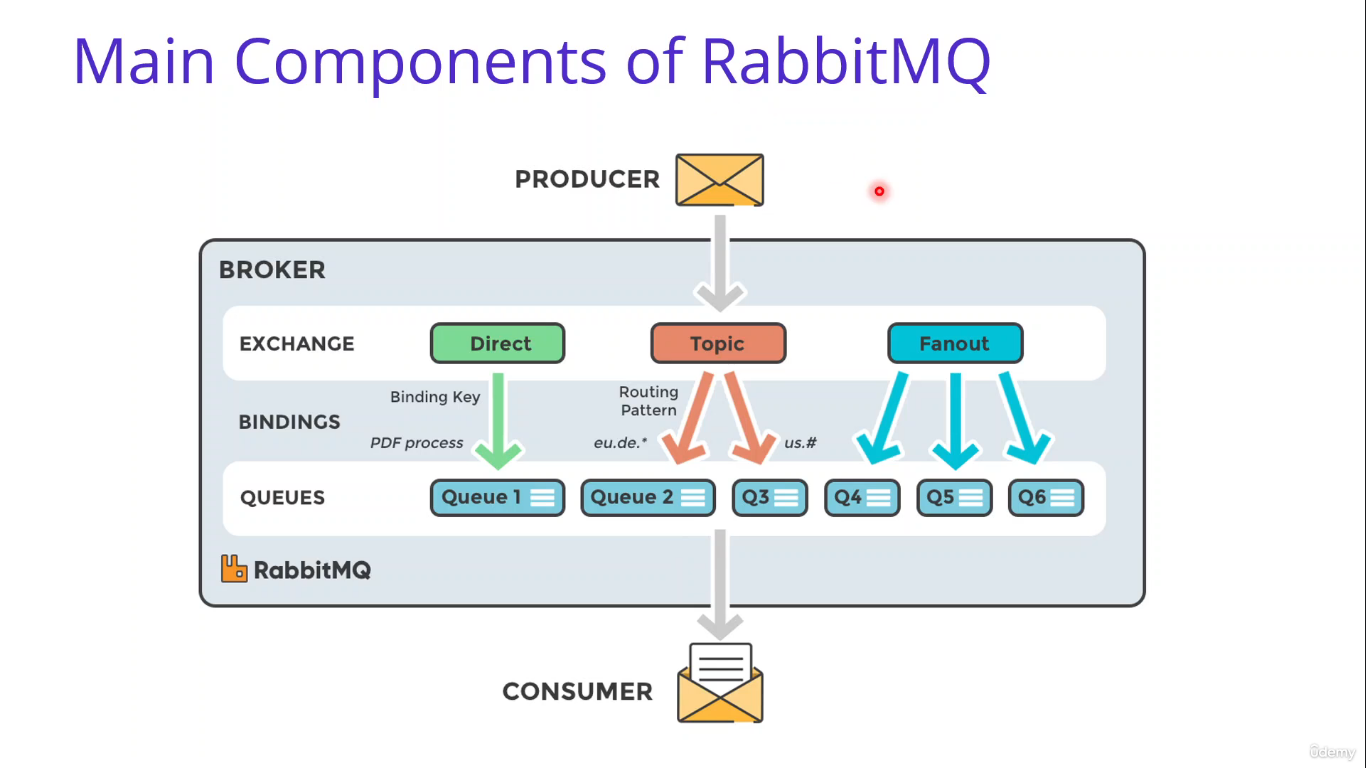 Main Components of RabbitMQ
PRODUCER
BROKER
EXCHANGE
Direct
Topic
Fanout
BINDINGS
Binding Key
PDF process
Routing
Pattern
eu.de.*
us.#
QUEUES
Queue 1
Queue 2
Q3
Q4
Q5
Q6
RabbitMQ
CONSUMER
ûdemy